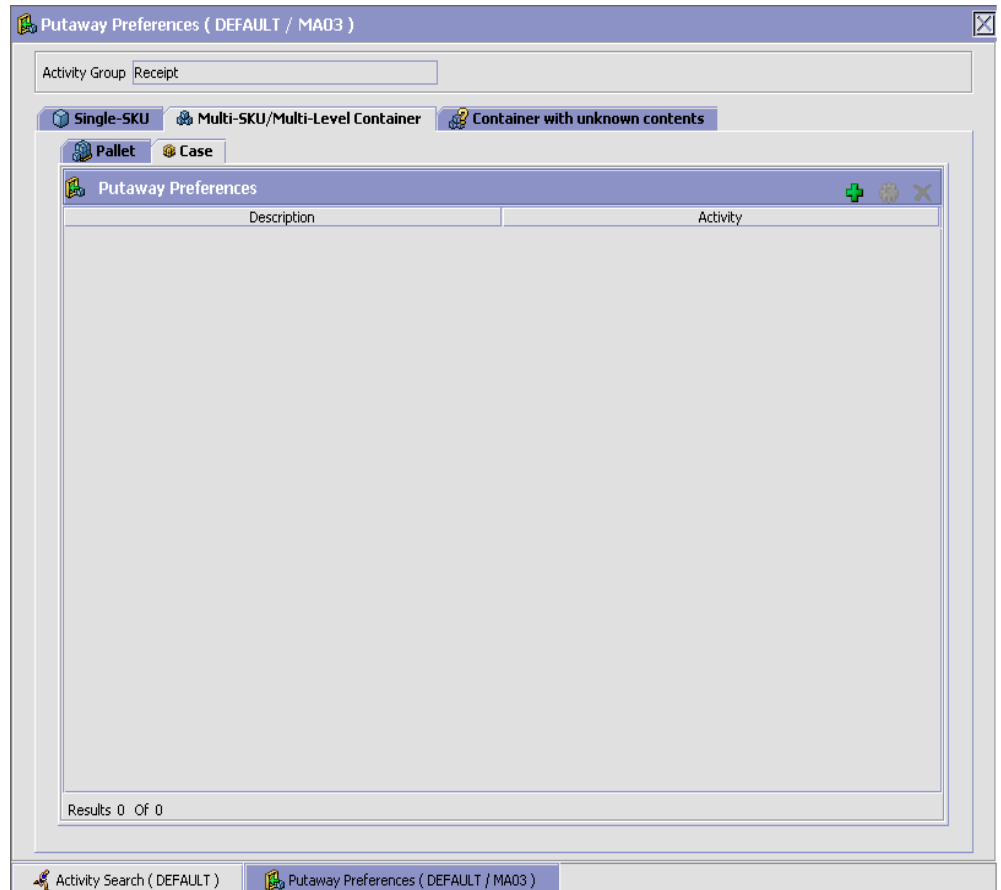 Putaway Preferences ( DEFAULT / MA03 )
Activity Group Receipt
Single-SKU Multi-SKU/Multi-Level Container Container with unknown contents
Pallet Case
Putaway Preferences
Description Activity
Results 0 Of 0
Activity Search ( DEFAULT ) Putaway Preferences ( DEFAULT / MA03 )